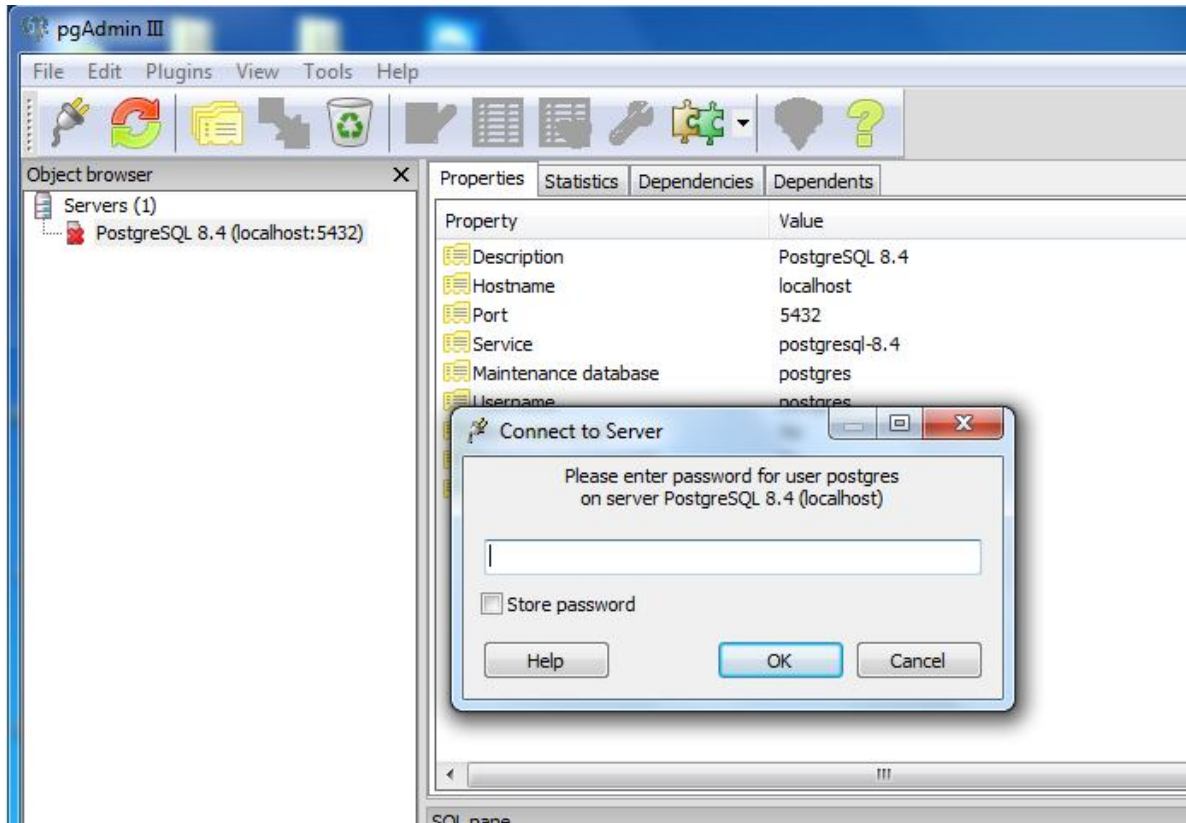 pgAdmin III
File Edit Plugins View Tools Help
Object browser
Servers (1)
PostgreSQL 8.4 (localhost:5432)
Properties Statistics Dependencies Dependents
Property Value
Description PostgreSQL 8.4
Hostname localhost
Port 5432
Service postgresql-8.4
Maintenance database postgres
Username postgres
Connect to Server
Please enter password for user postgres
on server PostgreSQL 8.4 (localhost)
Store password
Help OK Cancel
SQL pane